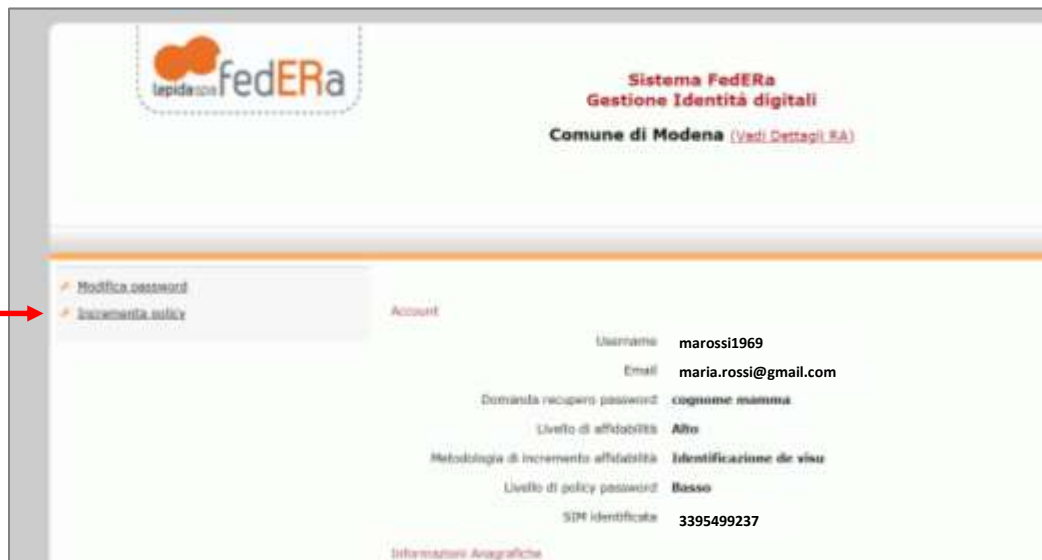 lepida spa fedERa
Sistema FedERa
Gestione Identità digitali
Comune di Modena (Vedi Dettagli RA)
Modifica password
Incrementa policy
Account
Username marossi1969
Email maria.rossi@gmail.com
Domanda recupero password cognome mamma
Livello di affidabilità Alto
Metodologia di incremento affidabilità Identificazione de visu
Livello di policy password Basso
SIM identificata 3395499237
Informazioni Anagrafiche